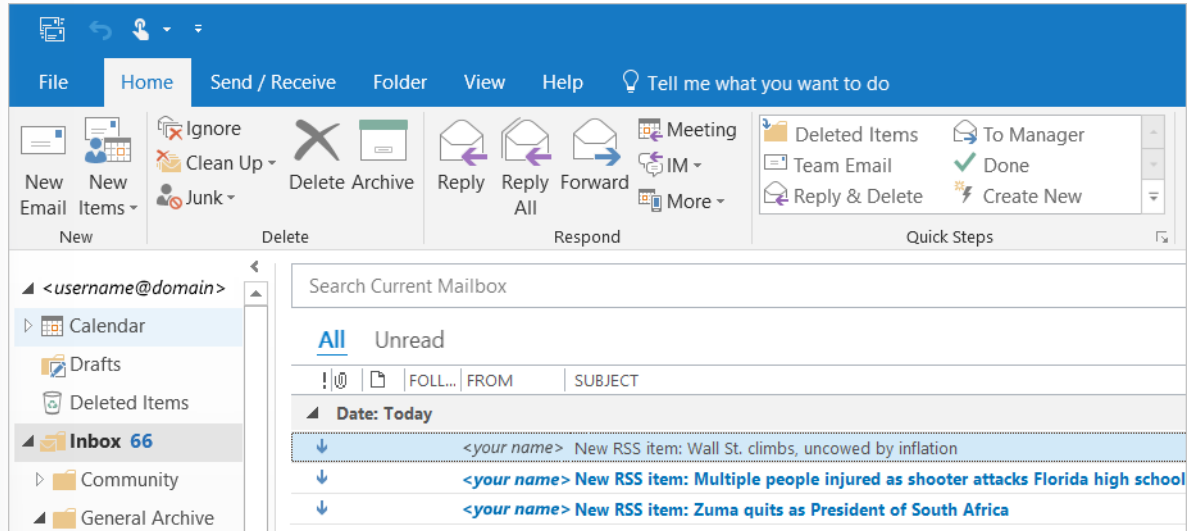 File Home Send / Receive Folder View Help Tell me what you want to do
New Email
New Items
Ignore
Clean Up
Junk
Delete
Archive
Reply
Reply All
Forward
Meeting
IM
More
Deleted Items
To Manager
Team Email
Done
Reply & Delete
Create New
New Delete Respond Quick Steps
<username@domain>
Calendar
Drafts
Deleted Items
Inbox 66
Community
General Archive
Search Current Mailbox
All Unread
! FOLL... FROM SUBJECT
Date: Today
<your name> New RSS item: Wall St. climbs, uncowed by inflation
<your name> New RSS item: Multiple people injured as shooter attacks Florida high school
<your name> New RSS item: Zuma quits as President of South Africa